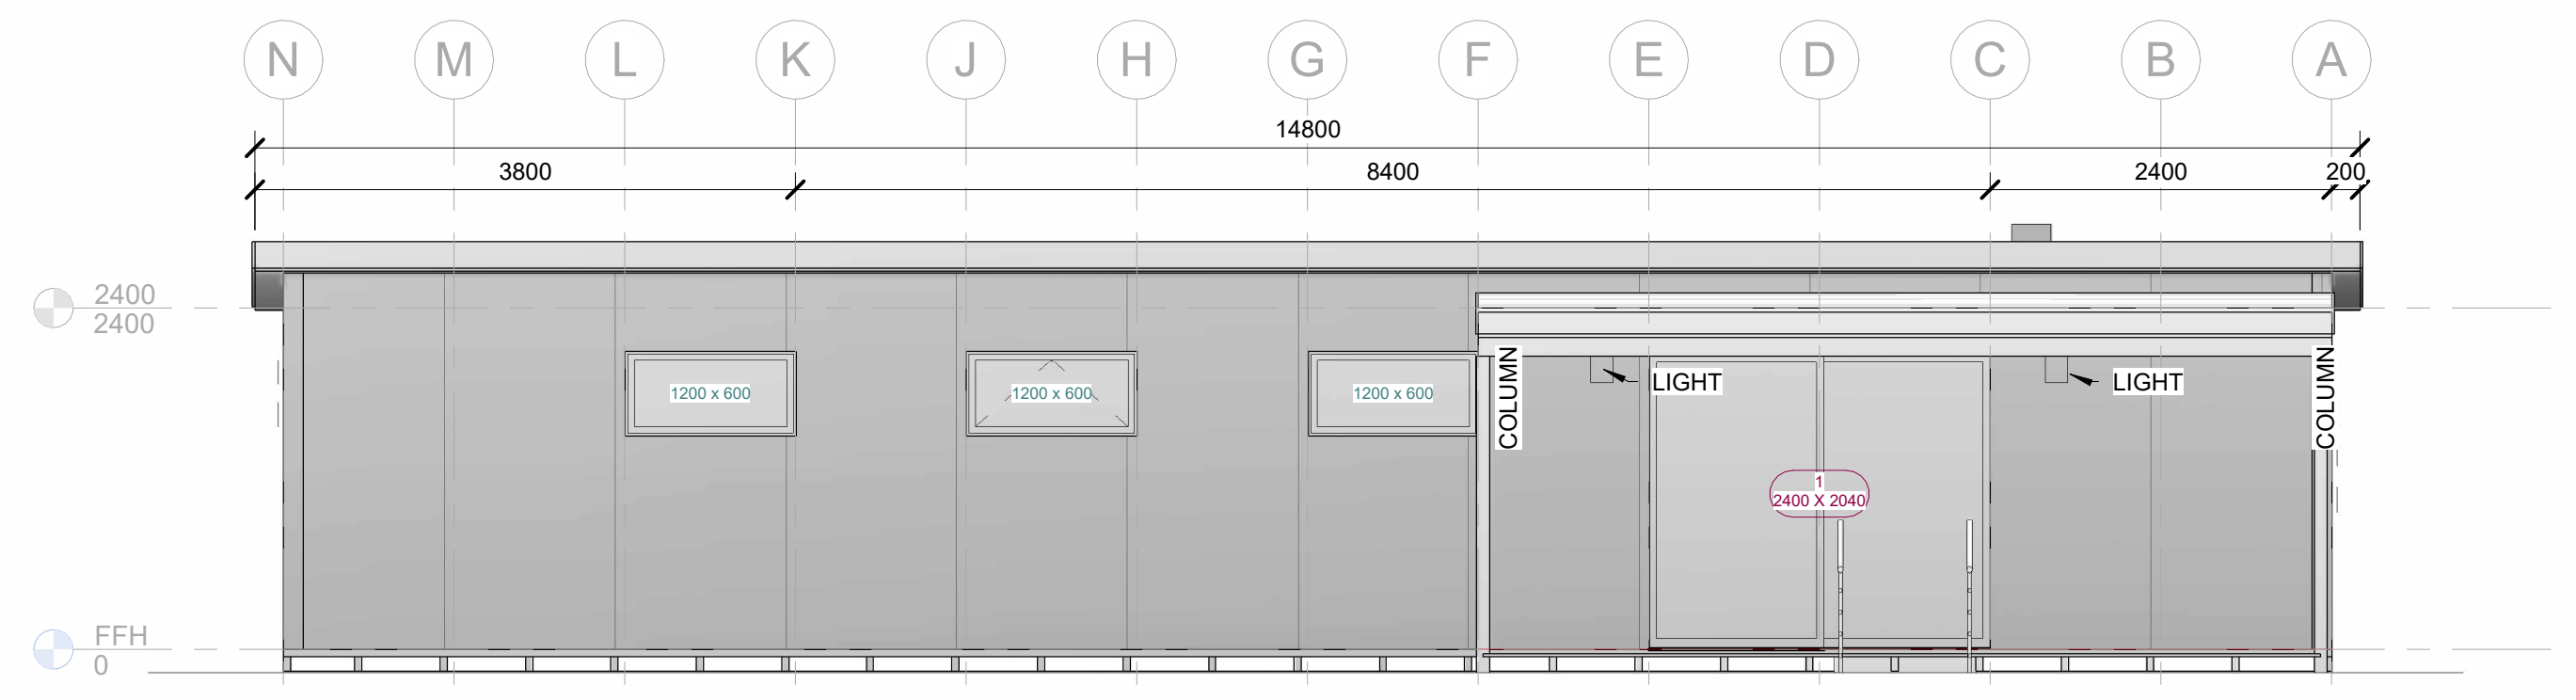 N M L K J H G F E D C B A
14800
3800 8400 2400 200
2400
2400
1200 x 600 1200 x 600 1200 x 600
COLUMN
LIGHT
LIGHT
COLUMN
1
2400 X 2040
FFH
0